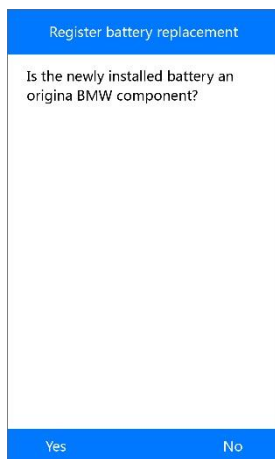 Register battery replacement
Is the newly installed battery an
origina BMW component?
Yes
No